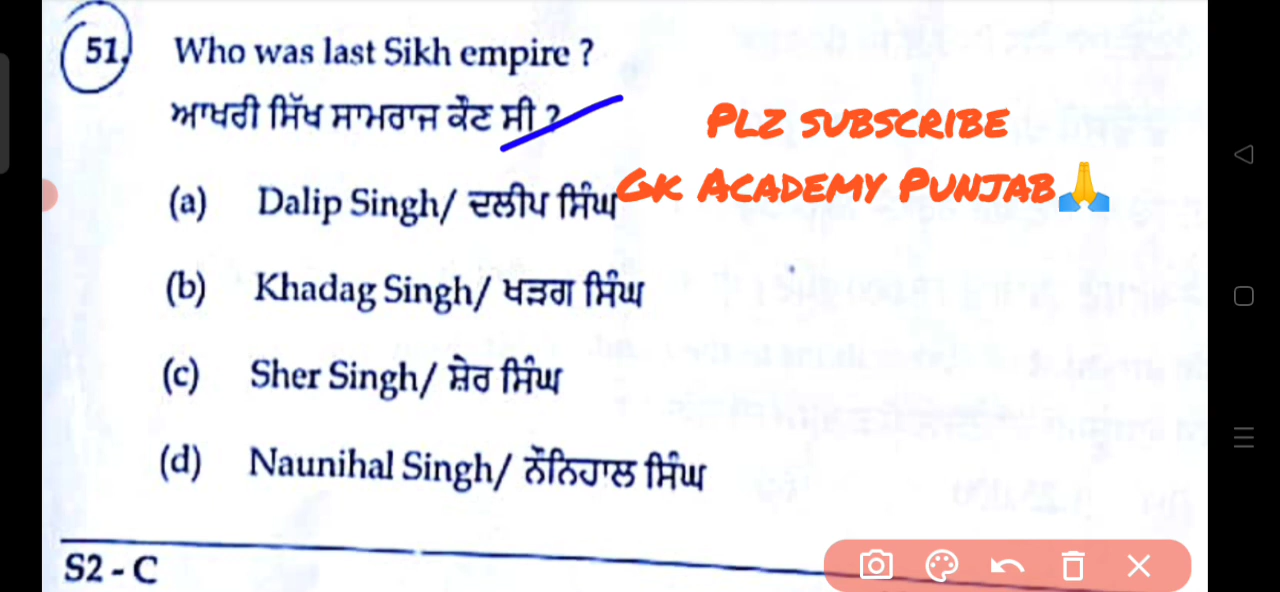 51. Who was last Sikh empire ?
ਆਖਰੀ ਸਿੱਖ ਸਾਮਰਾਜ ਕੌਣ ਸੀ ?
PLZ SUBSCRIBE
GK ACADEMY PUNJAB🙏
(a) Dalip Singh/ ਦਲੀਪ ਸਿੰਘ
(b) Khadag Singh/ ਖੜਗ ਸਿੰਘ
(c) Sher Singh/ ਸ਼ੇਰ ਸਿੰਘ
(d) Naunihal Singh/ ਨੌਨਿਹਾਲ ਸਿੰਘ
S2 - C